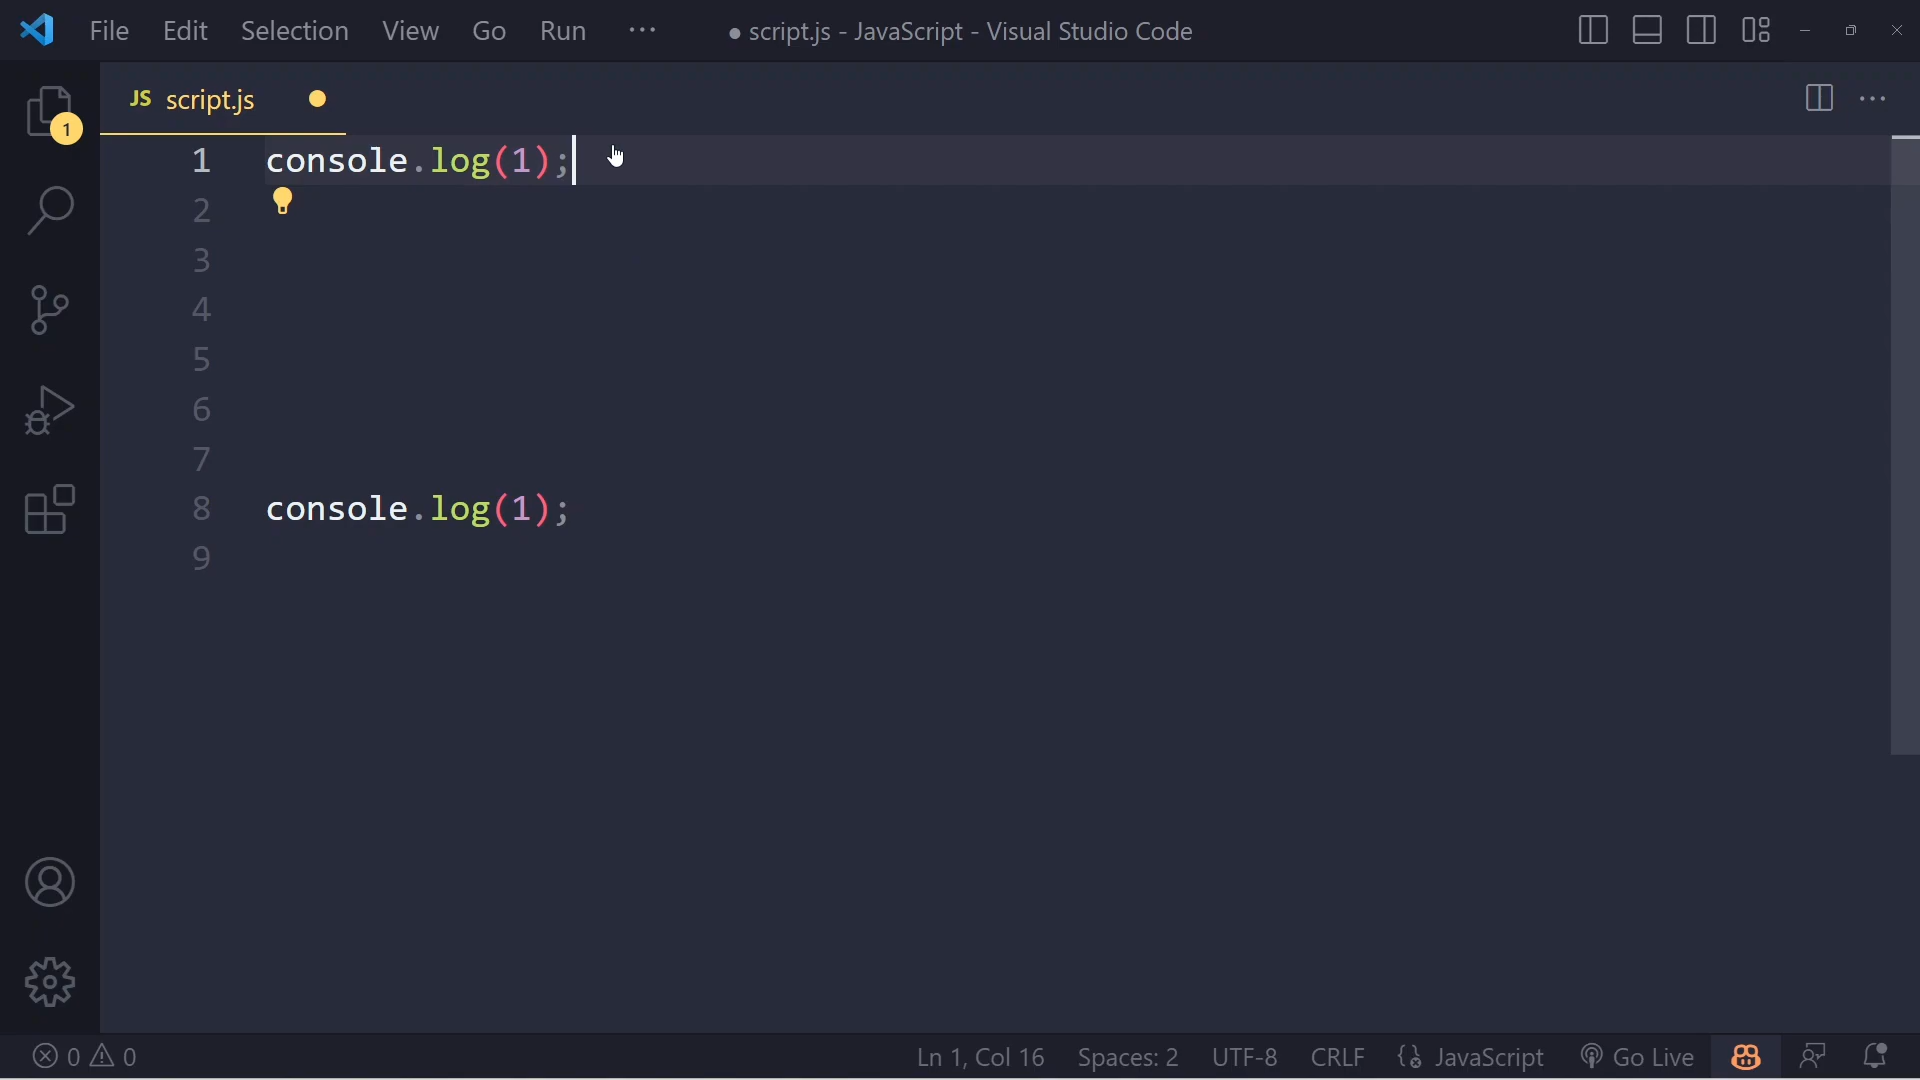 File Edit Selection View Go Run ··· ● script.js - JavaScript - Visual Studio Code
JS script.js
1 console.log(1);
2
3
4
5
6
7
8 console.log(1);
9
1
0 0 Ln 1, Col 16 Spaces: 2 UTF-8 CRLF JavaScript Go Live